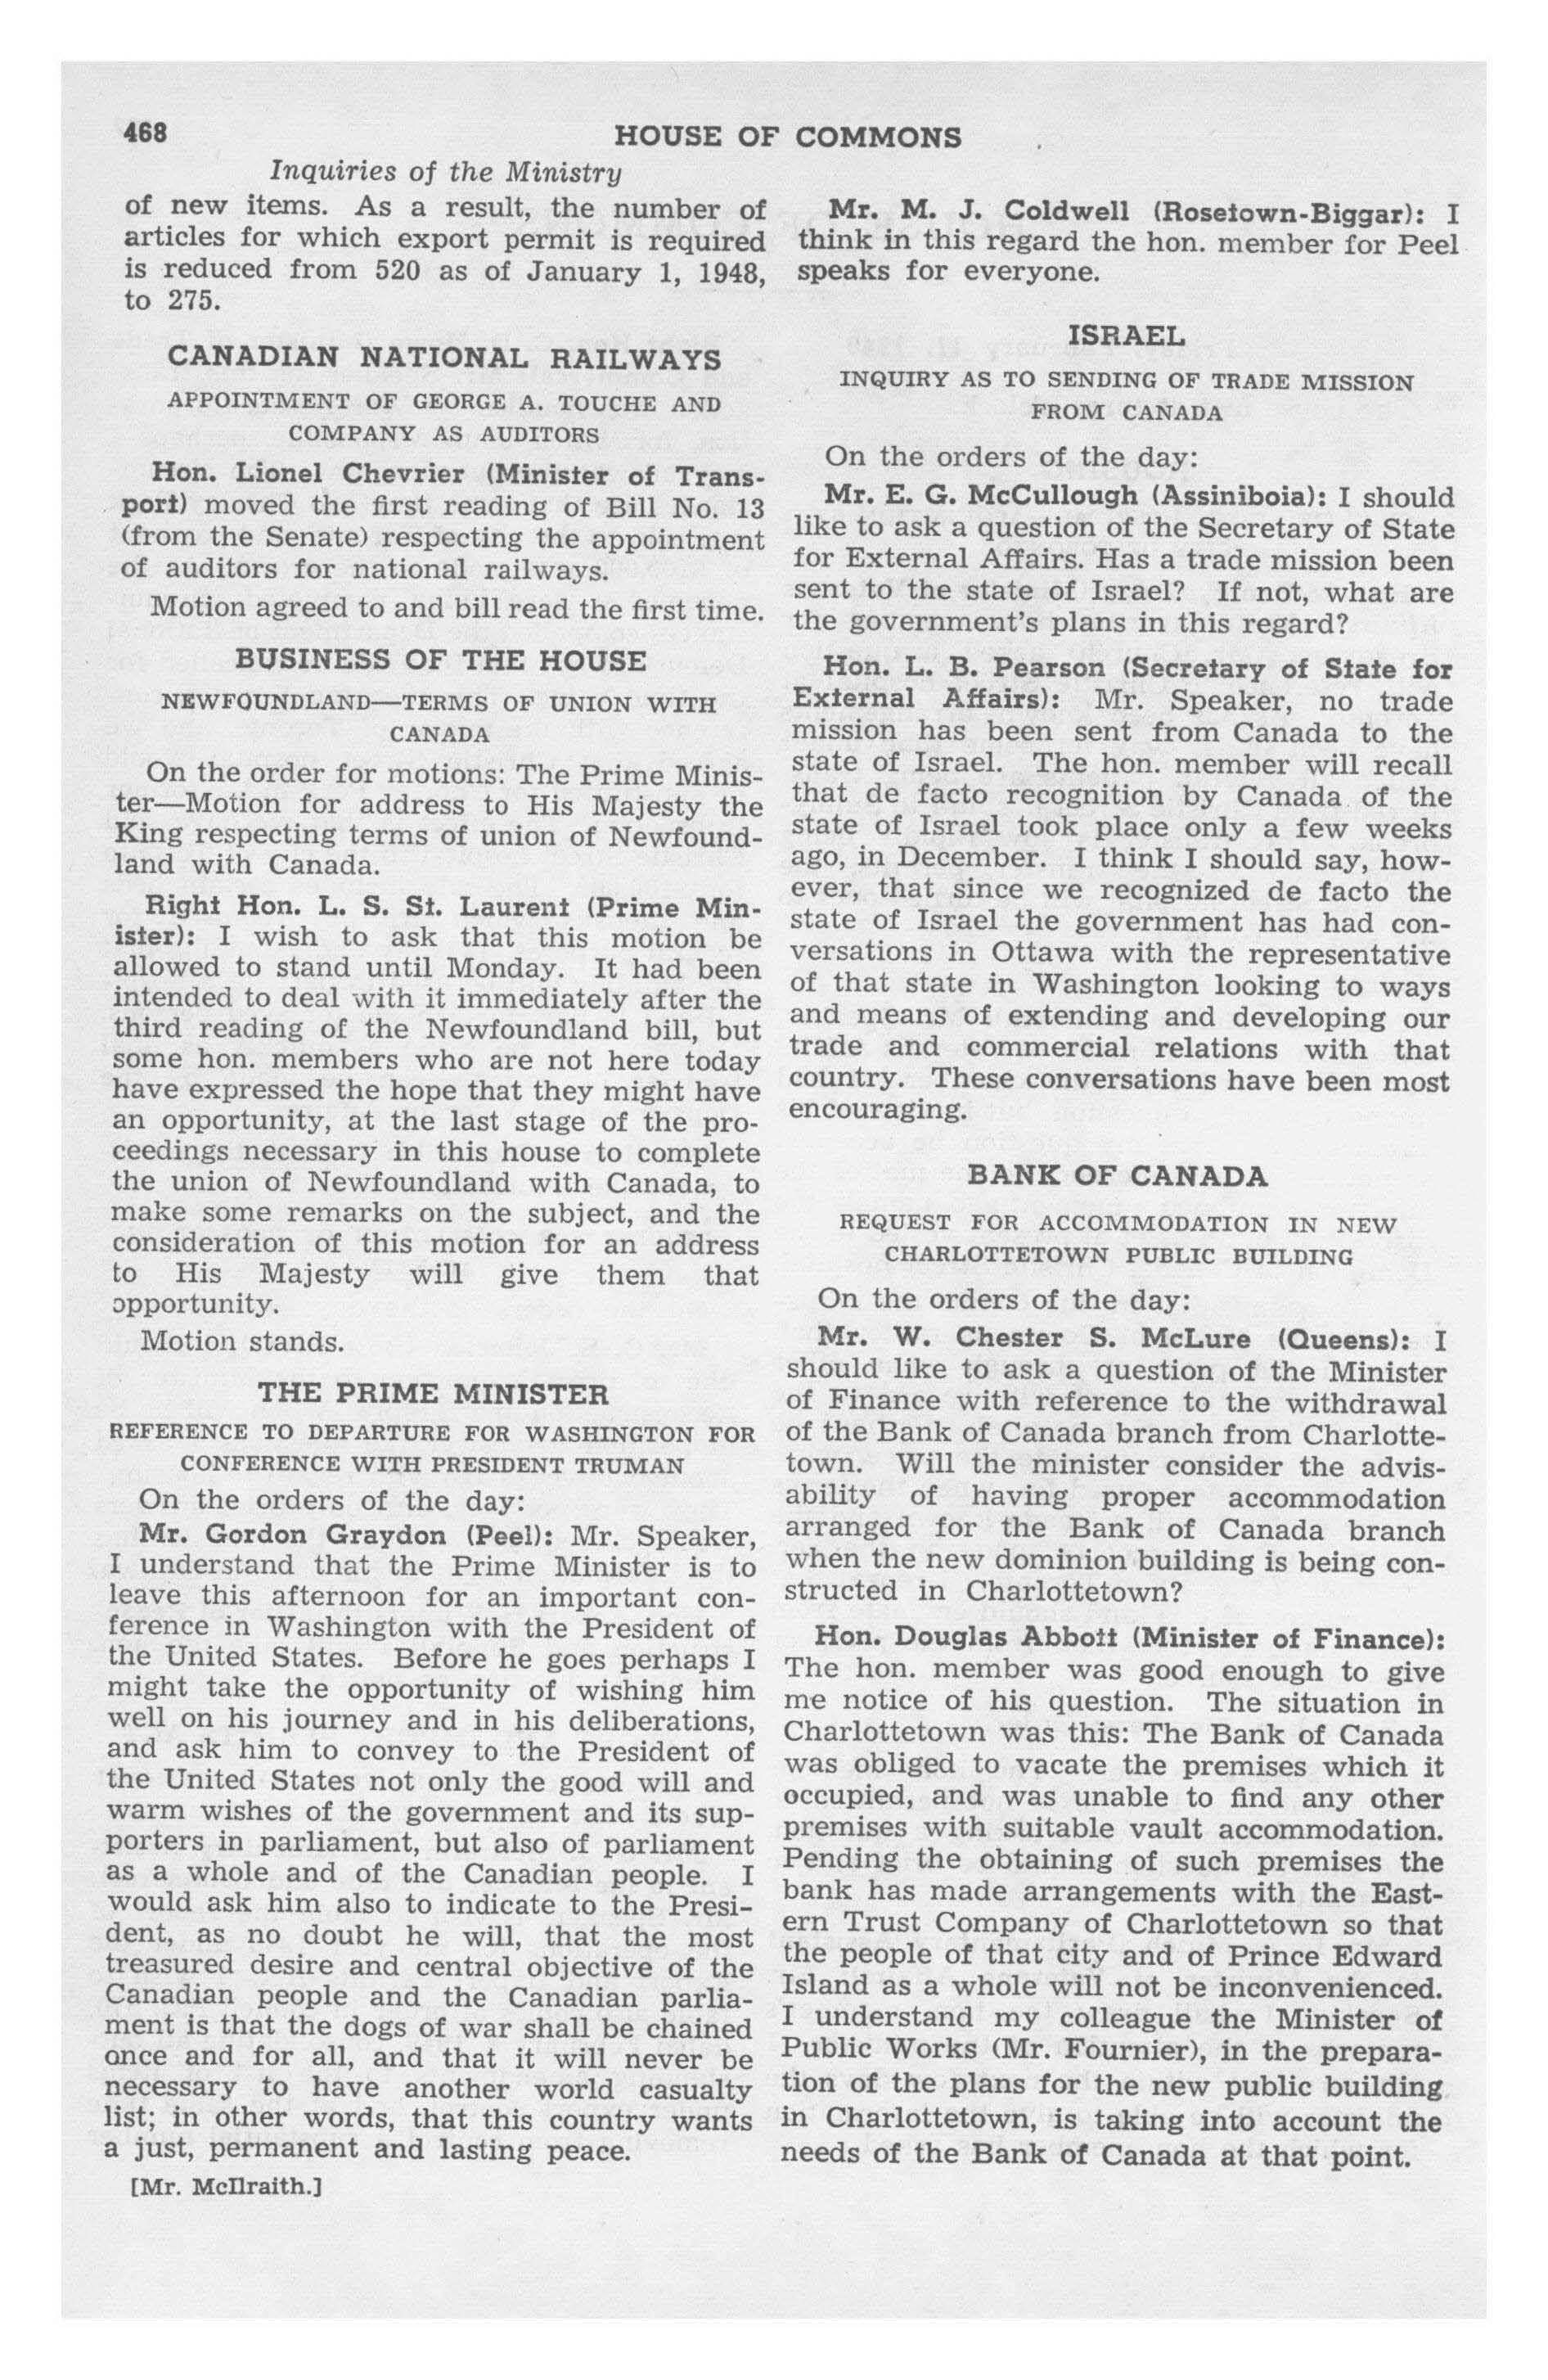 468
HOUSE OF COMMONS
Inquiries of the Ministry
of new items. As a result, the number of
articles for which export permit is required
is reduced from 520 as of January 1, 1948,
to 275.
CANADIAN NATIONAL RAILWAYS
APPOINTMENT OF GEORGE A. TOUCHE AND
COMPANY AS AUDITORS
Hon. Lionel Chevrier (Minister of Trans-
port) moved the first reading of Bill No. 13
(from the Senate) respecting the appointment
of auditors for national railways.
Motion agreed to and bill read the first time.
BUSINESS OF THE HOUSE
NEWFOUNDLAND—TERMS OF UNION WITH
CANADA
On the order for motions: The Prime Minis-
ter—Motion for address to His Majesty the
King respecting terms of union of Newfound-
land with Canada.
Right Hon. L. S. St. Laurent (Prime Min-
ister): I wish to ask that this motion be
allowed to stand until Monday. It had been
intended to deal with it immediately after the
third reading of the Newfoundland bill, but
some hon. members who are not here today
have expressed the hope that they might have
an opportunity, at the last stage of the pro-
ceedings necessary in this house to complete
the union of Newfoundland with Canada, to
make some remarks on the subject, and the
consideration of this motion for an address
to His Majesty will give them that
opportunity.
Motion stands.
THE PRIME MINISTER
REFERENCE TO DEPARTURE FOR WASHINGTON FOR
CONFERENCE WITH PRESIDENT TRUMAN
On the orders of the day:
Mr. Gordon Graydon (Peel): Mr. Speaker,
I understand that the Prime Minister is to
leave this afternoon for an important con-
ference in Washington with the President of
the United States. Before he goes perhaps I
might take the opportunity of wishing him
well on his journey and in his deliberations,
and ask him to convey to the President of
the United States not only the good will and
warm wishes of the government and its sup-
porters in parliament, but also of parliament
as a whole and of the Canadian people. I
would ask him also to indicate to the Presi-
dent, as no doubt he will, that the most
treasured desire and central objective of the
Canadian people and the Canadian parlia-
ment is that the dogs of war shall be chained
once and for all, and that it will never be
necessary to have another world casualty
list; in other words, that this country wants
a just, permanent and lasting peace.
[Mr. McIlraith.]
Mr. M. J. Coldwell (Rosetown-Biggar): I
think in this regard the hon. member for Peel
speaks for everyone.
ISRAEL
INQUIRY AS TO SENDING OF TRADE MISSION
FROM CANADA
On the orders of the day:
Mr. E. G. McCullough (Assiniboia): I should
like to ask a question of the Secretary of State
for External Affairs. Has a trade mission been
sent to the state of Israel? If not, what are
the government's plans in this regard?
Hon. L. B. Pearson (Secretary of State for
External Affairs): Mr. Speaker, no trade
mission has been sent from Canada to the
state of Israel. The hon. member will recall
that de facto recognition by Canada of the
state of Israel took place only a few weeks
ago, in December. I think I should say, how-
ever, that since we recognized de facto the
state of Israel the government has had con-
versations in Ottawa with the representative
of that state in Washington looking to ways
and means of extending and developing our
trade and commercial relations with that
country. These conversations have been most
encouraging.
BANK OF CANADA
REQUEST FOR ACCOMMODATION IN NEW
CHARLOTTETOWN PUBLIC BUILDING
On the orders of the day:
Mr. W. Chester S. McLure (Queens): I
should like to ask a question of the Minister
of Finance with reference to the withdrawal
of the Bank of Canada branch from Charlotte-
town. Will the minister consider the advis-
ability of having proper accommodation
arranged for the Bank of Canada branch
when the new dominion building is being con-
structed in Charlottetown?
Hon. Douglas Abbott (Minister of Finance):
The hon. member was good enough to give
me notice of his question. The situation in
Charlottetown was this: The Bank of Canada
was obliged to vacate the premises which it
occupied, and was unable to find any other
premises with suitable vault accommodation.
Pending the obtaining of such premises the
bank has made arrangements with the East-
ern Trust Company of Charlottetown so that
the people of that city and of Prince Edward
Island as a whole will not be inconvenienced.
I understand my colleague the Minister of
Public Works (Mr. Fournier), in the prepara-
tion of the plans for the new public building
in Charlottetown, is taking into account the
needs of the Bank of Canada at that point.